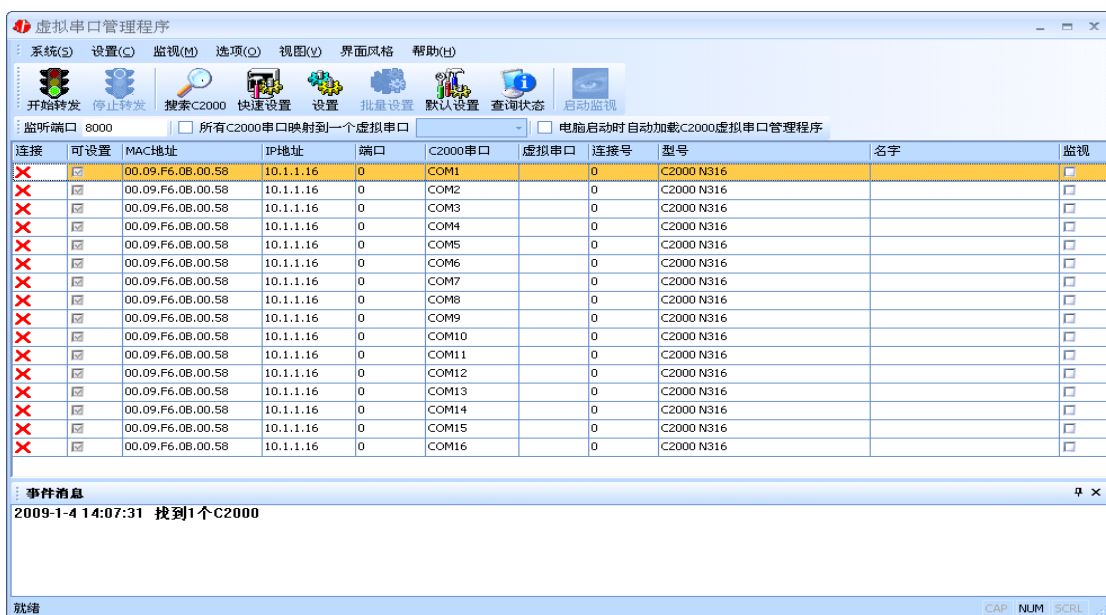 虚拟串口管理程序
系统(S) 设置(C) 监视(M) 选项(O) 视图(V) 界面风格 帮助(H)
开始转发 停止转发 搜索C2000 快速设置 设置 批量设置 默认设置 查询状态 启动监视
监听端口 8000 所有C2000串口映射到一个虚拟串口 电脑启动时自动加载C2000虚拟串口管理程序
连接 可设置 MAC地址 IP地址 端口 C2000串口 虚拟串口 连接号 型号 名字 监视
00.09.F6.0B.00.58 10.1.1.16 0 COM1 0 C2000 N316
00.09.F6.0B.00.58 10.1.1.16 0 COM2 0 C2000 N316
00.09.F6.0B.00.58 10.1.1.16 0 COM3 0 C2000 N316
00.09.F6.0B.00.58 10.1.1.16 0 COM4 0 C2000 N316
00.09.F6.0B.00.58 10.1.1.16 0 COM5 0 C2000 N316
00.09.F6.0B.00.58 10.1.1.16 0 COM6 0 C2000 N316
00.09.F6.0B.00.58 10.1.1.16 0 COM7 0 C2000 N316
00.09.F6.0B.00.58 10.1.1.16 0 COM8 0 C2000 N316
00.09.F6.0B.00.58 10.1.1.16 0 COM9 0 C2000 N316
00.09.F6.0B.00.58 10.1.1.16 0 COM10 0 C2000 N316
00.09.F6.0B.00.58 10.1.1.16 0 COM11 0 C2000 N316
00.09.F6.0B.00.58 10.1.1.16 0 COM12 0 C2000 N316
00.09.F6.0B.00.58 10.1.1.16 0 COM13 0 C2000 N316
00.09.F6.0B.00.58 10.1.1.16 0 COM14 0 C2000 N316
00.09.F6.0B.00.58 10.1.1.16 0 COM15 0 C2000 N316
00.09.F6.0B.00.58 10.1.1.16 0 COM16 0 C2000 N316
事件消息
2009-1-4 14:07:31 找到1个C2000
就绪 CAP NUM SCRL